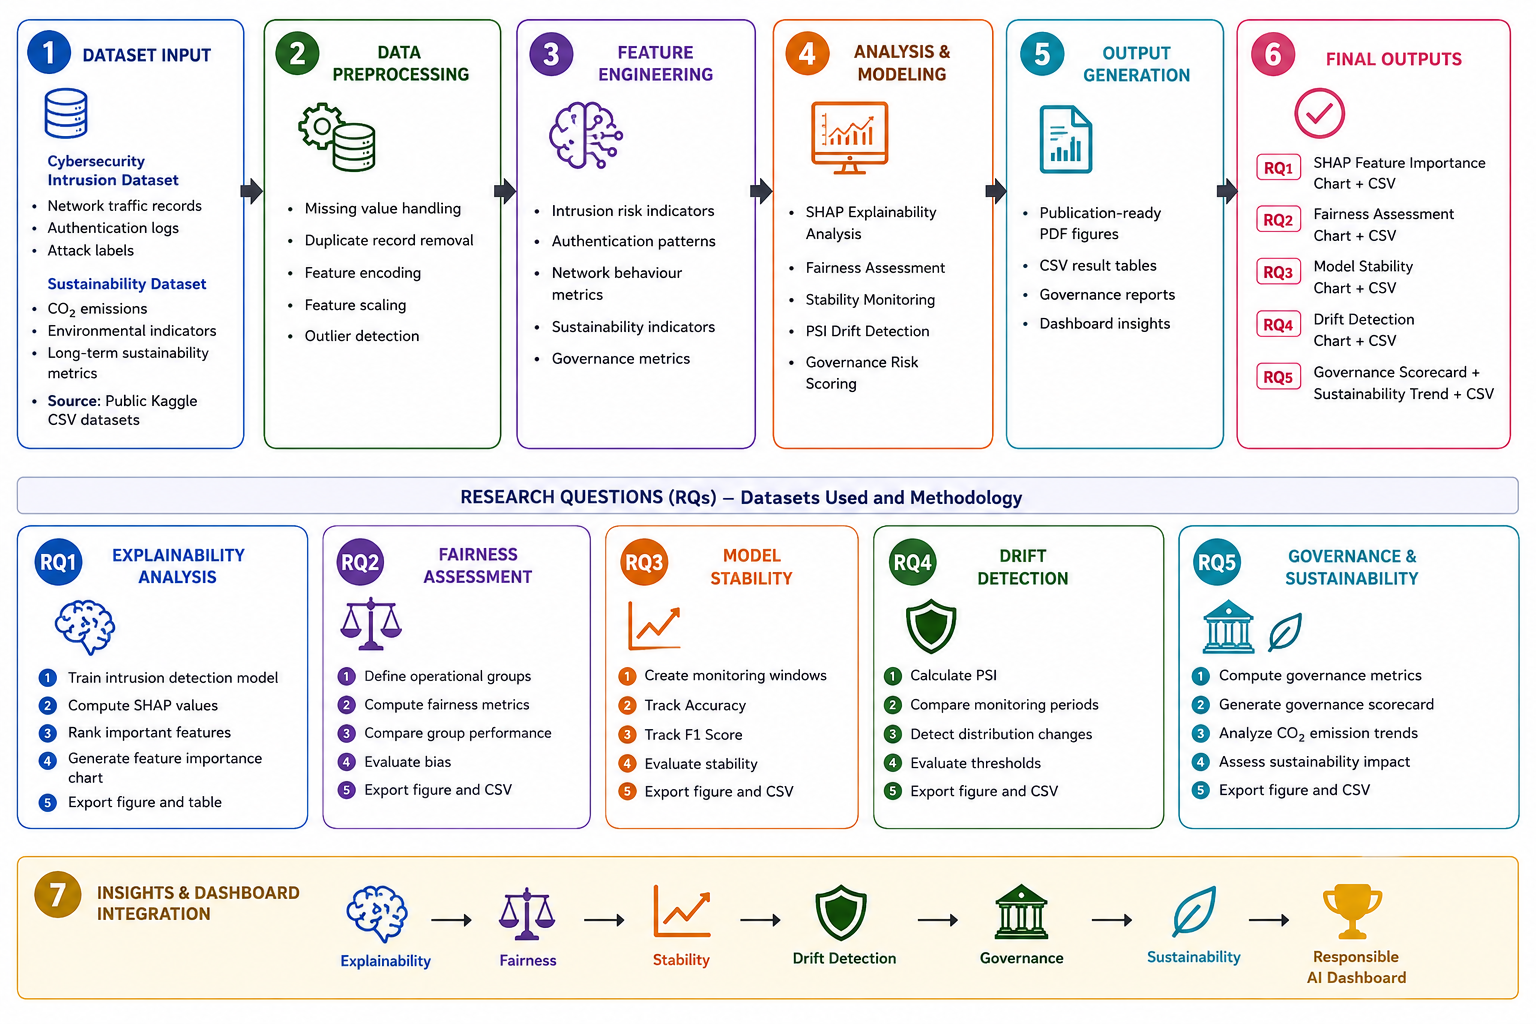 1 DATASET INPUT
Cybersecurity
Intrusion Dataset
• Network traffic records
• Authentication logs
• Attack labels
Sustainability Dataset
• CO₂ emissions
• Environmental indicators
• Long-term sustainability
metrics
• Source: Public Kaggle
CSV datasets
2 DATA
PREPROCESSING
• Missing value handling
• Duplicate record removal
• Feature encoding
• Feature scaling
• Outlier detection
3 FEATURE
ENGINEERING
• Intrusion risk indicators
• Authentication patterns
• Network behaviour
metrics
• Sustainability indicators
• Governance metrics
4 ANALYSIS &
MODELING
• SHAP Explainability
Analysis
• Fairness Assessment
• Stability Monitoring
• PSI Drift Detection
• Governance Risk
Scoring
5 OUTPUT
GENERATION
• Publication-ready
PDF figures
• CSV result tables
• Governance reports
• Dashboard insights
6 FINAL OUTPUTS
RQ1 SHAP Feature Importance
Chart + CSV
RQ2 Fairness Assessment
Chart + CSV
RQ3 Model Stability
Chart + CSV
RQ4 Drift Detection
Chart + CSV
RQ5 Governance Scorecard +
Sustainability Trend + CSV
RESEARCH QUESTIONS (RQs) – Datasets Used and Methodology
RQ1 EXPLAINABILITY
ANALYSIS
1 Train intrusion detection model
2 Compute SHAP values
3 Rank important features
4 Generate feature importance
chart
5 Export figure and table
RQ2 FAIRNESS
ASSESSMENT
1 Define operational groups
2 Compute fairness metrics
3 Compare group performance
4 Evaluate bias
5 Export figure and CSV
RQ3 MODEL
STABILITY
1 Create monitoring windows
2 Track Accuracy
3 Track F1 Score
4 Evaluate stability
5 Export figure and CSV
RQ4 DRIFT
DETECTION
1 Calculate PSI
2 Compare monitoring periods
3 Detect distribution changes
4 Evaluate thresholds
5 Export figure and CSV
RQ5 GOVERNANCE &
SUSTAINABILITY
1 Compute governance metrics
2 Generate governance scorecard
3 Analyze CO₂ emission trends
4 Assess sustainability impact
5 Export figure and CSV
7 INSIGHTS & DASHBOARD
INTEGRATION
Explainability
Fairness
Stability
Drift Detection
Governance
Sustainability
Responsible
AI Dashboard